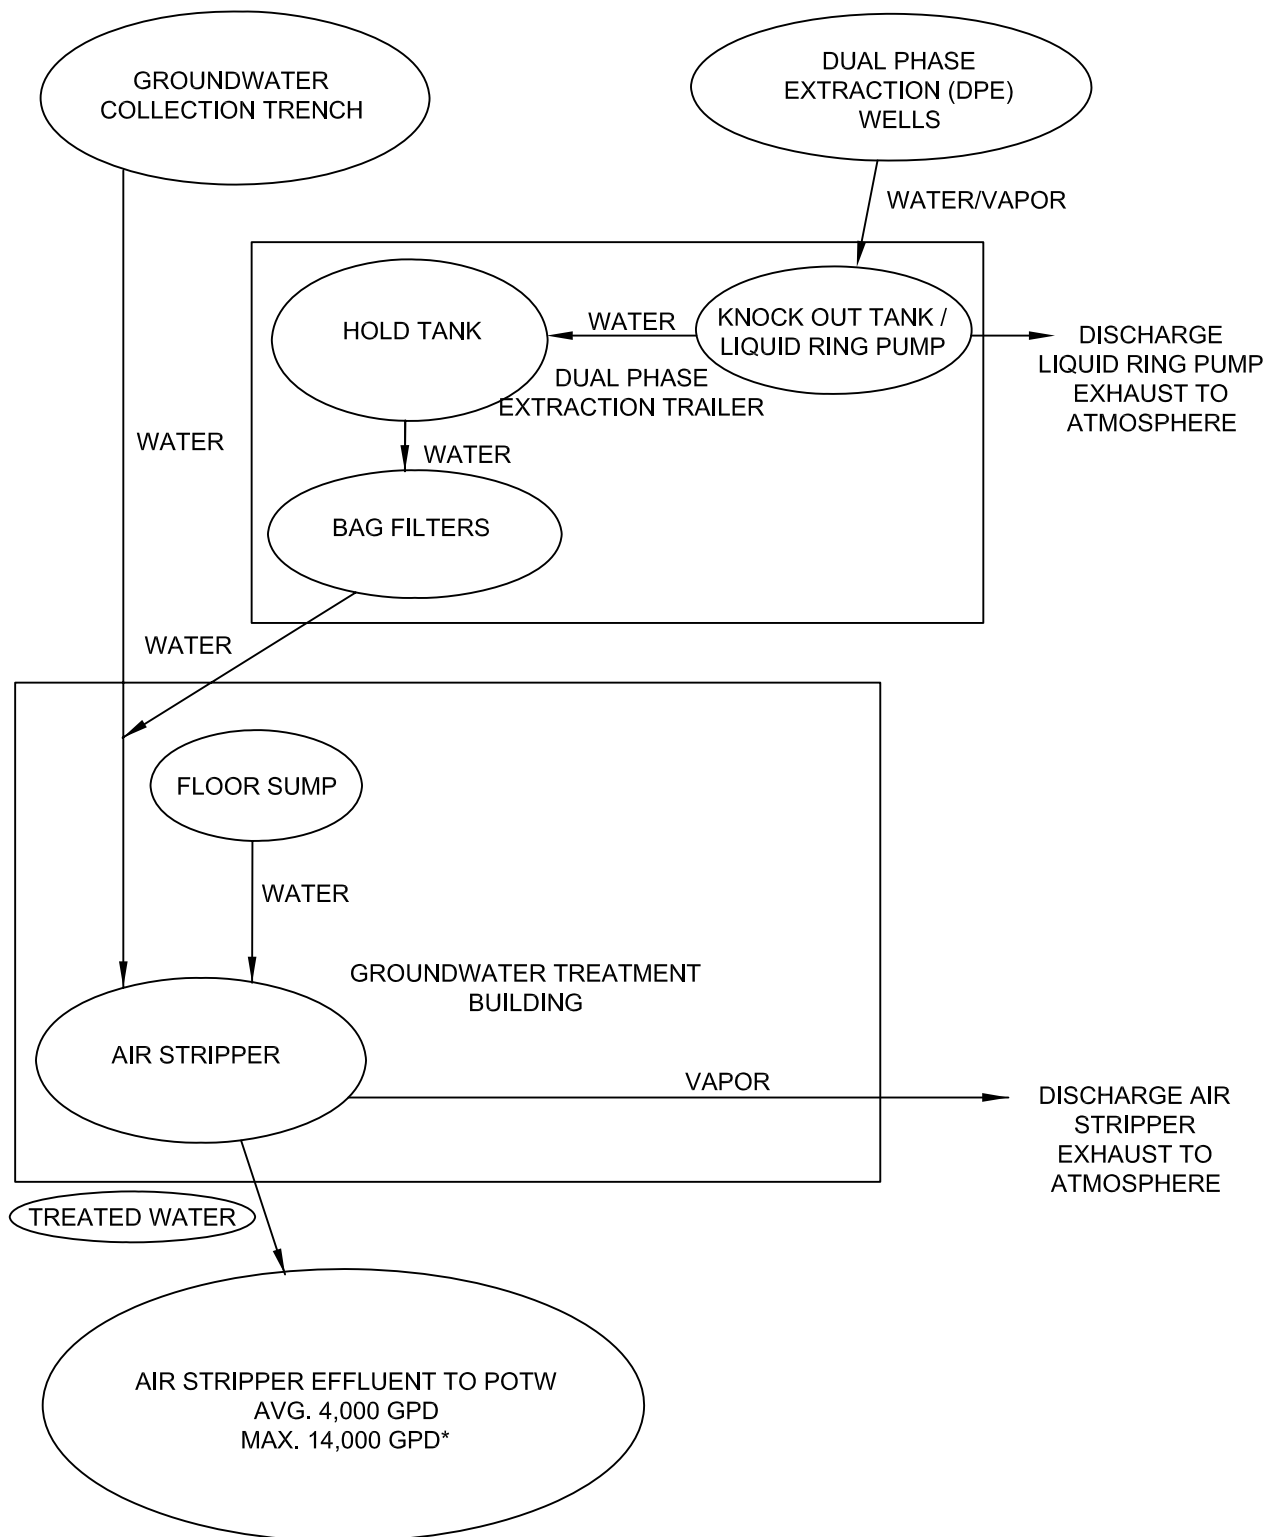 GROUNDWATER
COLLECTION TRENCH
DUAL PHASE
EXTRACTION (DPE)
WELLS
WATER/VAPOR
HOLD TANK
WATER
KNOCK OUT TANK /
LIQUID RING PUMP
DISCHARGE
LIQUID RING PUMP
EXHAUST TO
ATMOSPHERE
DUAL PHASE
EXTRACTION TRAILER
WATER
WATER
BAG FILTERS
WATER
FLOOR SUMP
WATER
GROUNDWATER TREATMENT
BUILDING
AIR STRIPPER
VAPOR
DISCHARGE AIR
STRIPPER
EXHAUST TO
ATMOSPHERE
TREATED WATER
AIR STRIPPER EFFLUENT TO POTW
AVG. 4,000 GPD
MAX. 14,000 GPD*